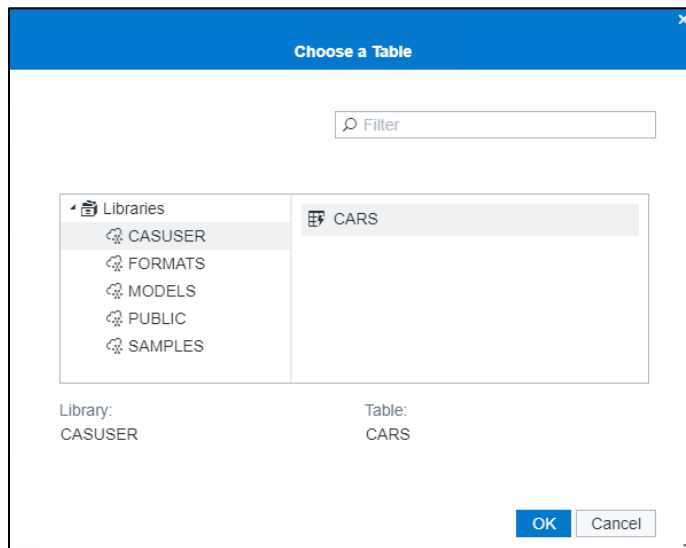 Choose a Table
Filter
Libraries
CASUSER
FORMATS
MODELS
PUBLIC
SAMPLES
CARS
Library:
CASUSER
Table:
CARS
OK
Cancel